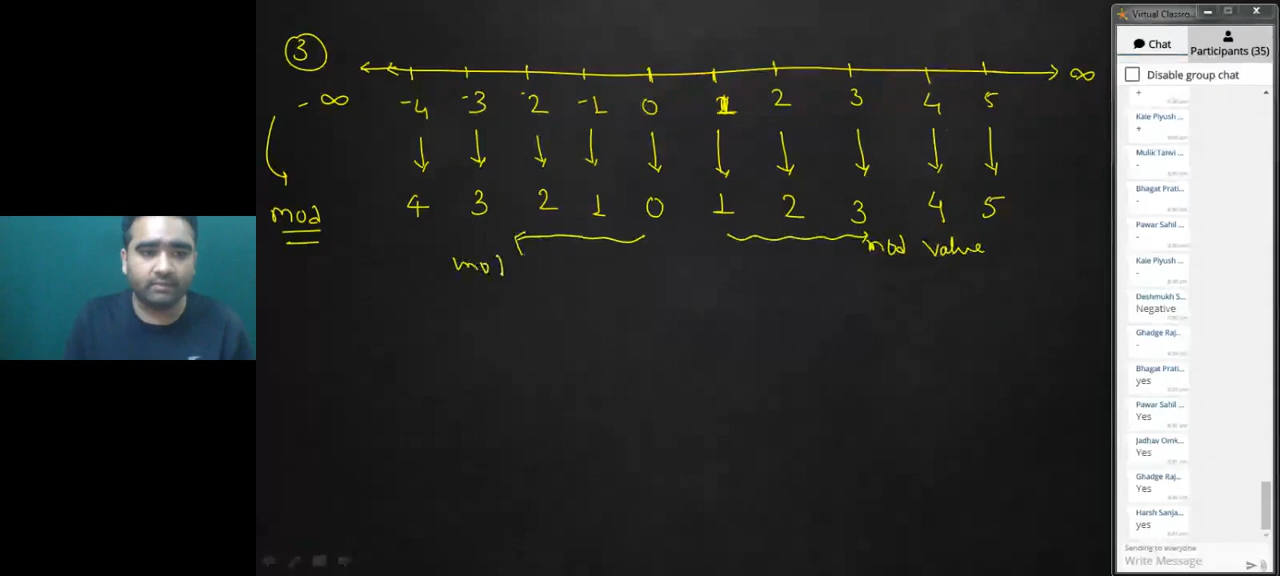 3
∞
- ∞ -4 -3 -2 -1 0 1 2 3 4 5
mod 4 3 2 1 0 1 2 3 4 5
mod value
mod
Virtual Classro...
Chat
Participants (35)
Disable group chat
+
Kale Piyush ...
+
Mulik Tanvi ...
-
Bhagat Prati...
-
Pawar Sahil ...
-
Kale Piyush ...
-
Deshmukh S...
Negative
Ghadge Raj...
-
Bhagat Prati...
yes
Pawar Sahil ...
Yes
Jadhav Omk...
Yes
Ghadge Raj...
Yes
Harsh Sanja...
yes
Sending to everyone
Write Message